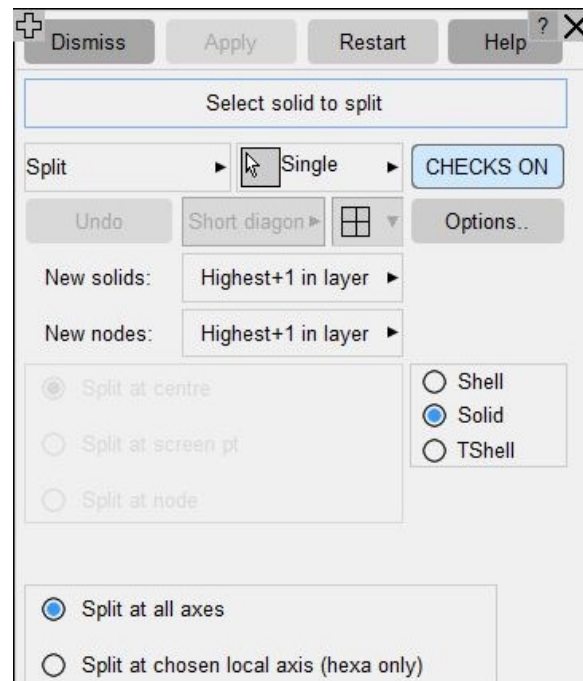 Dismiss Apply Restart Help ? X
Select solid to split
Split Single CHECKS ON
Undo Short diagon Options..
New solids: Highest+1 in layer
New nodes: Highest+1 in layer
Split at centre
Split at screen pt
Split at node
Shell
Solid
TShell
Split at all axes
Split at chosen local axis (hexa only)